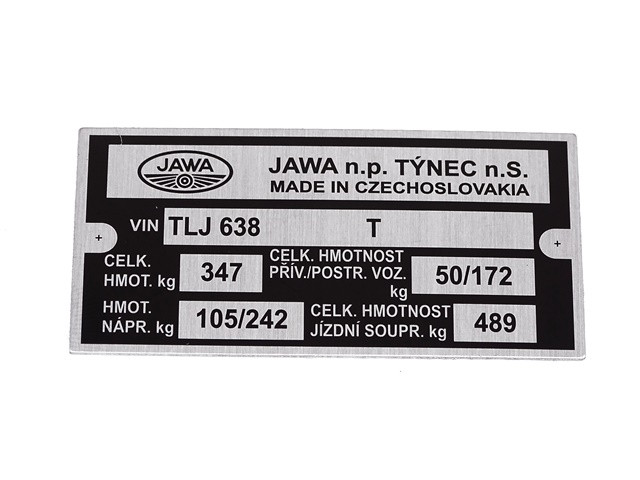 JAWA
JAWA n.p. TÝNEC n.S.
MADE IN CZECHOSLOVAKIA
VIN TLJ 638 T
CELK. HMOT. kg 347
CELK. HMOTNOST PŘÍV./POSTR. VOZ. kg 50/172
HMOT. NÁPR. kg 105/242
CELK. HMOTNOST JÍZDNÍ SOUPR. kg 489